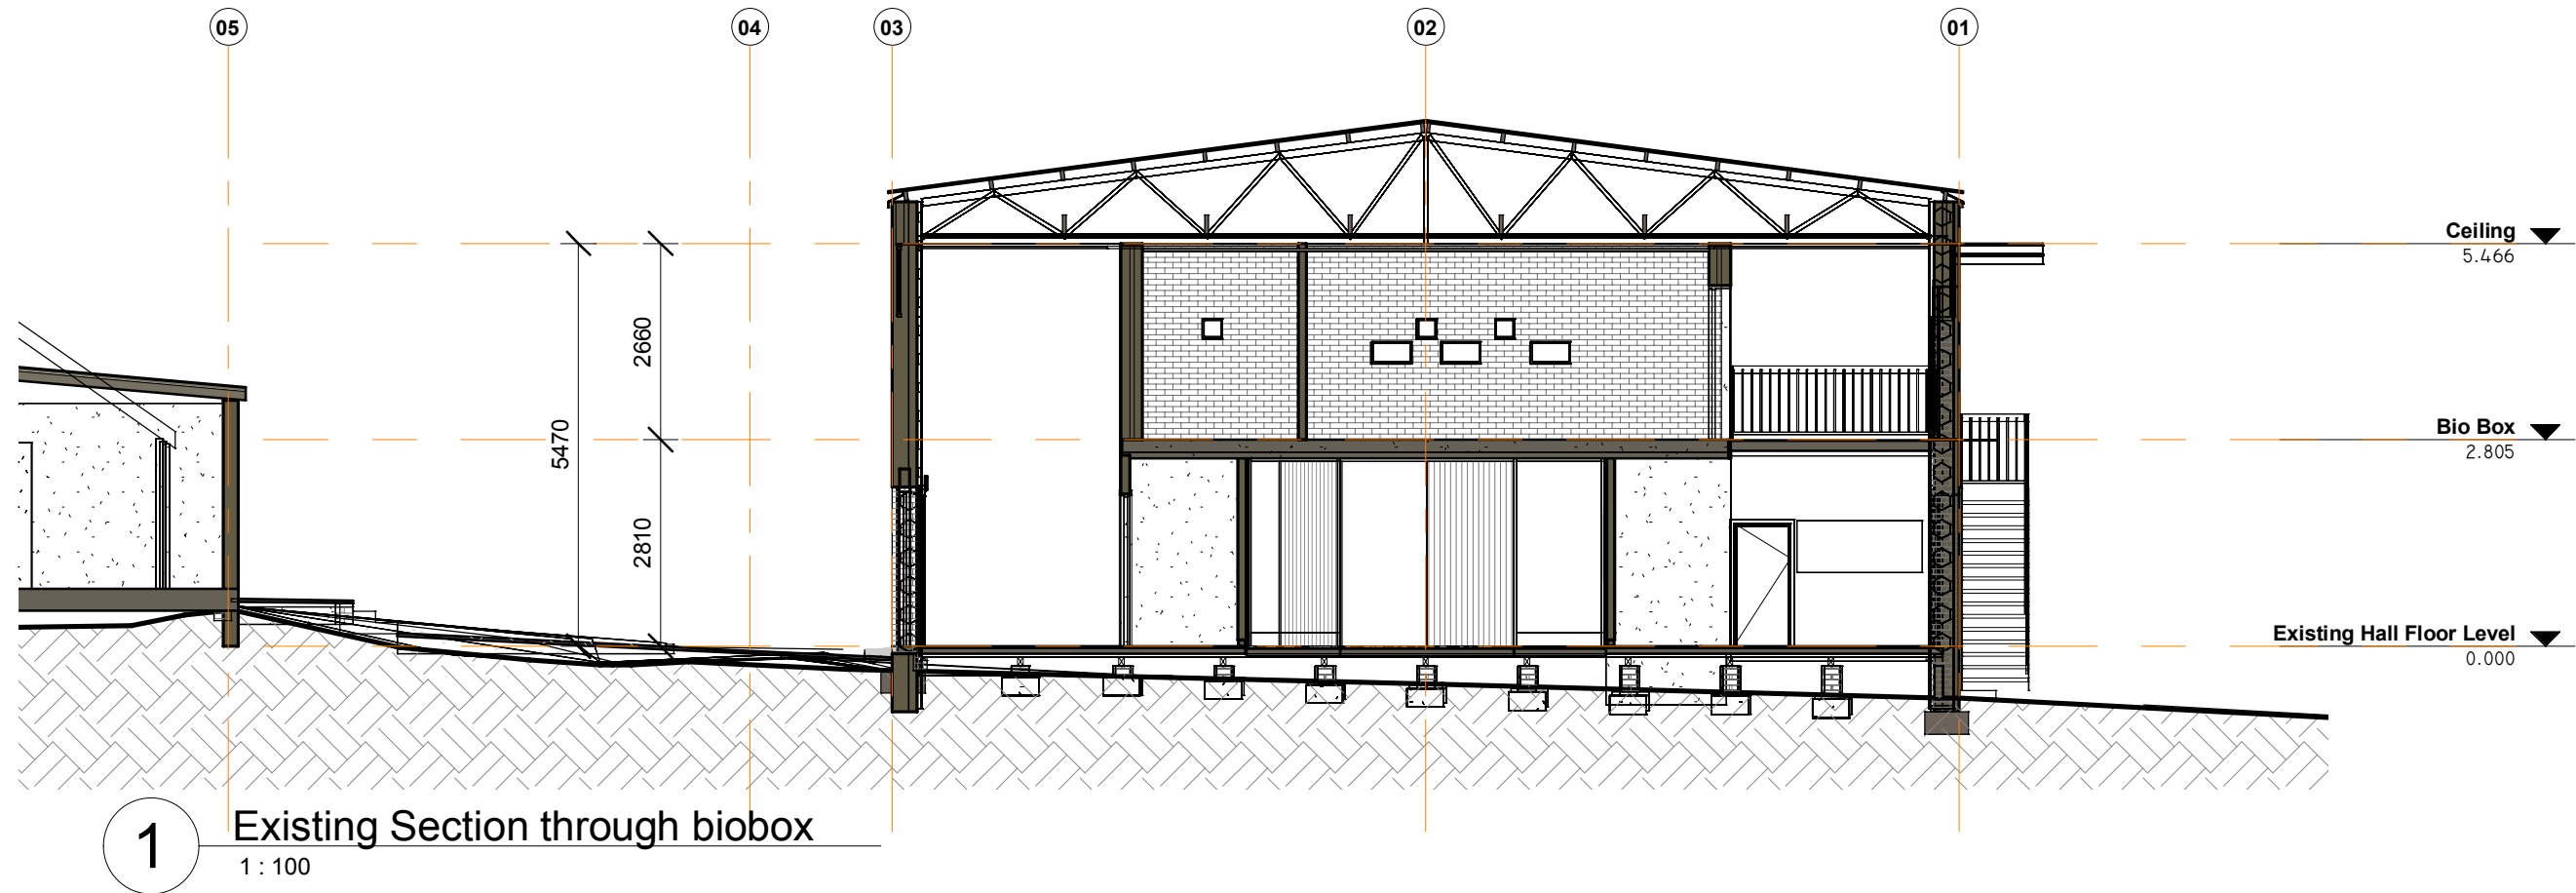 05
04
03
02
01
Ceiling
5.466
2660
5470
Bio Box
2.805
2810
Existing Hall Floor Level
0.000
1
Existing Section through biobox
1 : 100